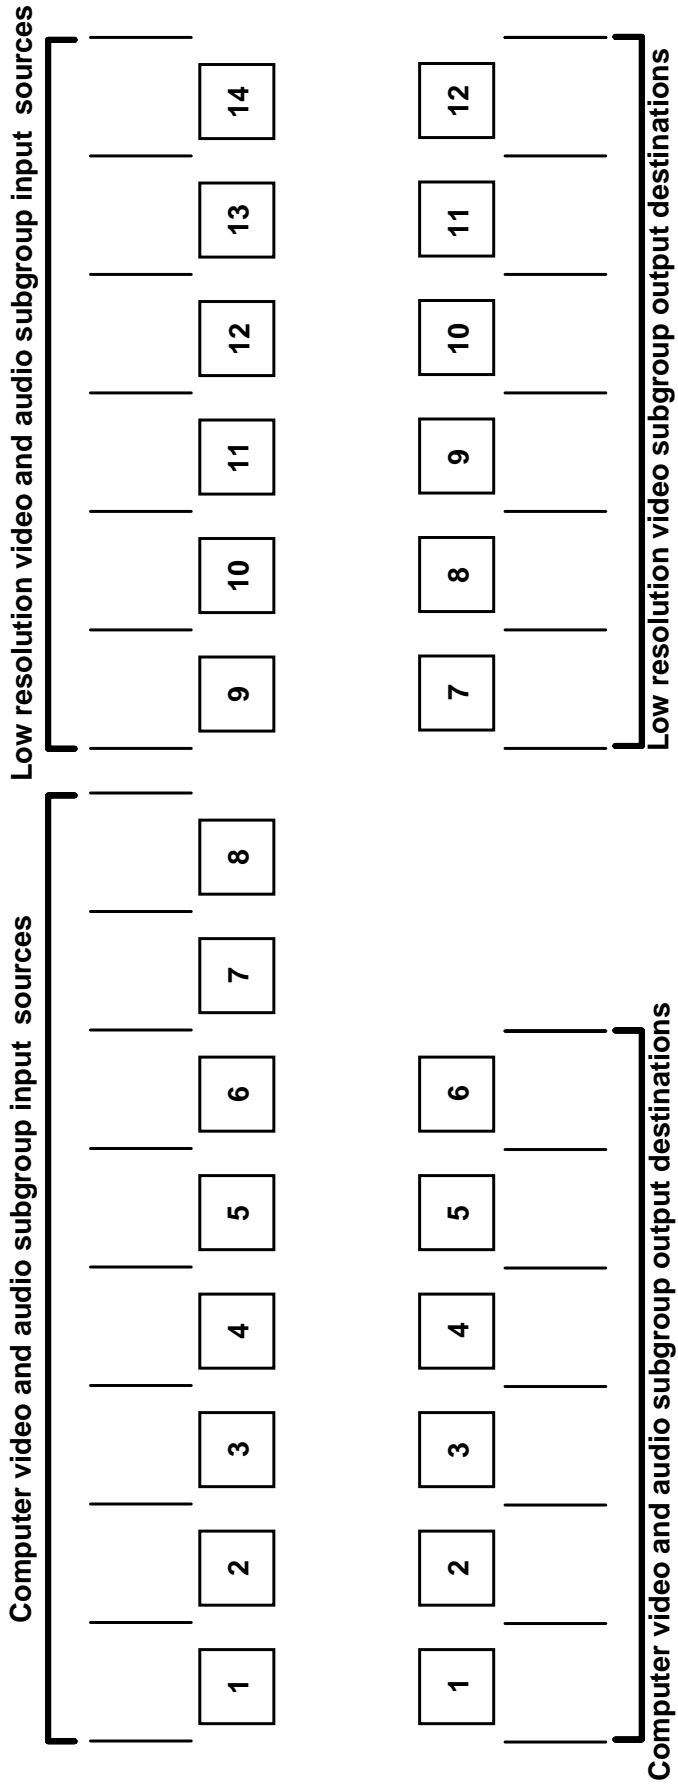 Computer video and audio subgroup input sources
Low resolution video and audio subgroup input sources
1 2 3 4 5 6 7 8 9 10 11 12 13 14
1 2 3 4 5 6 7 8 9 10 11 12
Computer video and audio subgroup output destinations
Low resolution video subgroup output destinations